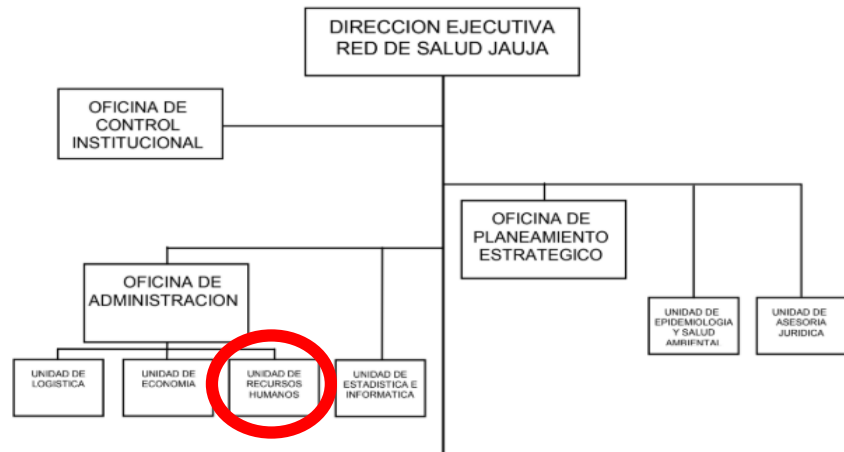 DIRECCION EJECUTIVA
RED DE SALUD JAUJA
OFICINA DE
CONTROL
INSTITUCIONAL
OFICINA DE
PLANEAMIENTO
ESTRATEGICO
OFICINA DE
ADMINISTRACION
UNIDAD DE
EPIDEMIOLOGIA
Y SALUD
AMBIENTAL
UNIDAD DE
ASESORIA
JURIDICA
UNIDAD DE
LOGISTICA
UNIDAD DE
ECONOMIA
UNIDAD DE
RECURSOS
HUMANOS
UNIDAD DE
ESTADISTICA E
INFORMATICA